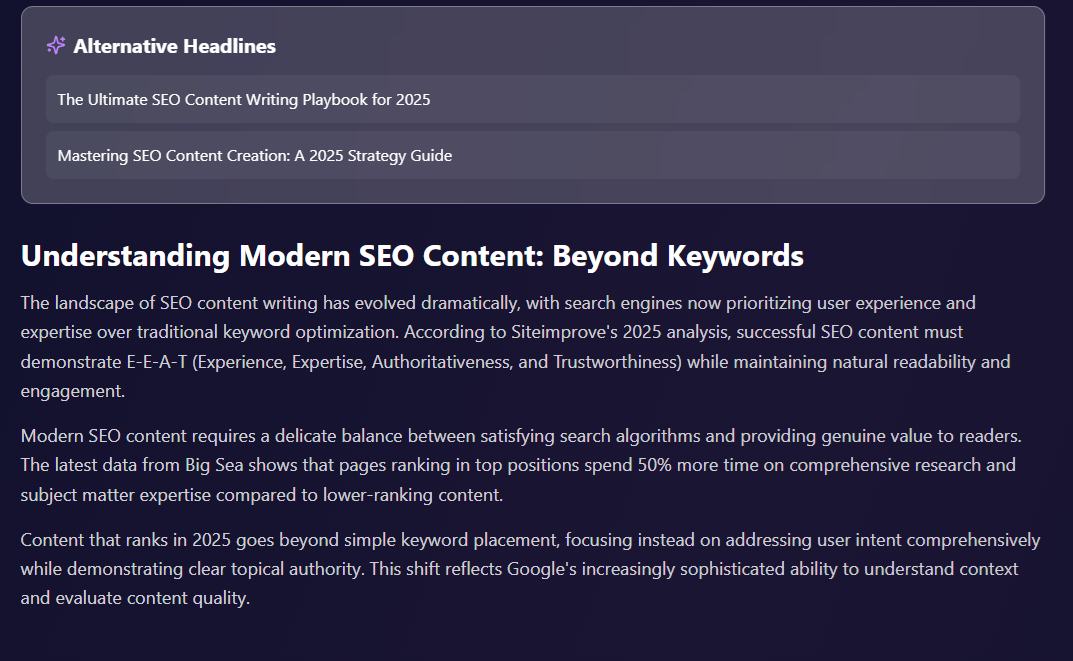 Alternative Headlines
The Ultimate SEO Content Writing Playbook for 2025
Mastering SEO Content Creation: A 2025 Strategy Guide
Understanding Modern SEO Content: Beyond Keywords
The landscape of SEO content writing has evolved dramatically, with search engines now prioritizing user experience and
expertise over traditional keyword optimization. According to Siteimprove's 2025 analysis, successful SEO content must
demonstrate E-E-A-T (Experience, Expertise, Authoritativeness, and Trustworthiness) while maintaining natural readability and
engagement.
Modern SEO content requires a delicate balance between satisfying search algorithms and providing genuine value to readers.
The latest data from Big Sea shows that pages ranking in top positions spend 50% more time on comprehensive research and
subject matter expertise compared to lower-ranking content.
Content that ranks in 2025 goes beyond simple keyword placement, focusing instead on addressing user intent comprehensively
while demonstrating clear topical authority. This shift reflects Google's increasingly sophisticated ability to understand context
and evaluate content quality.